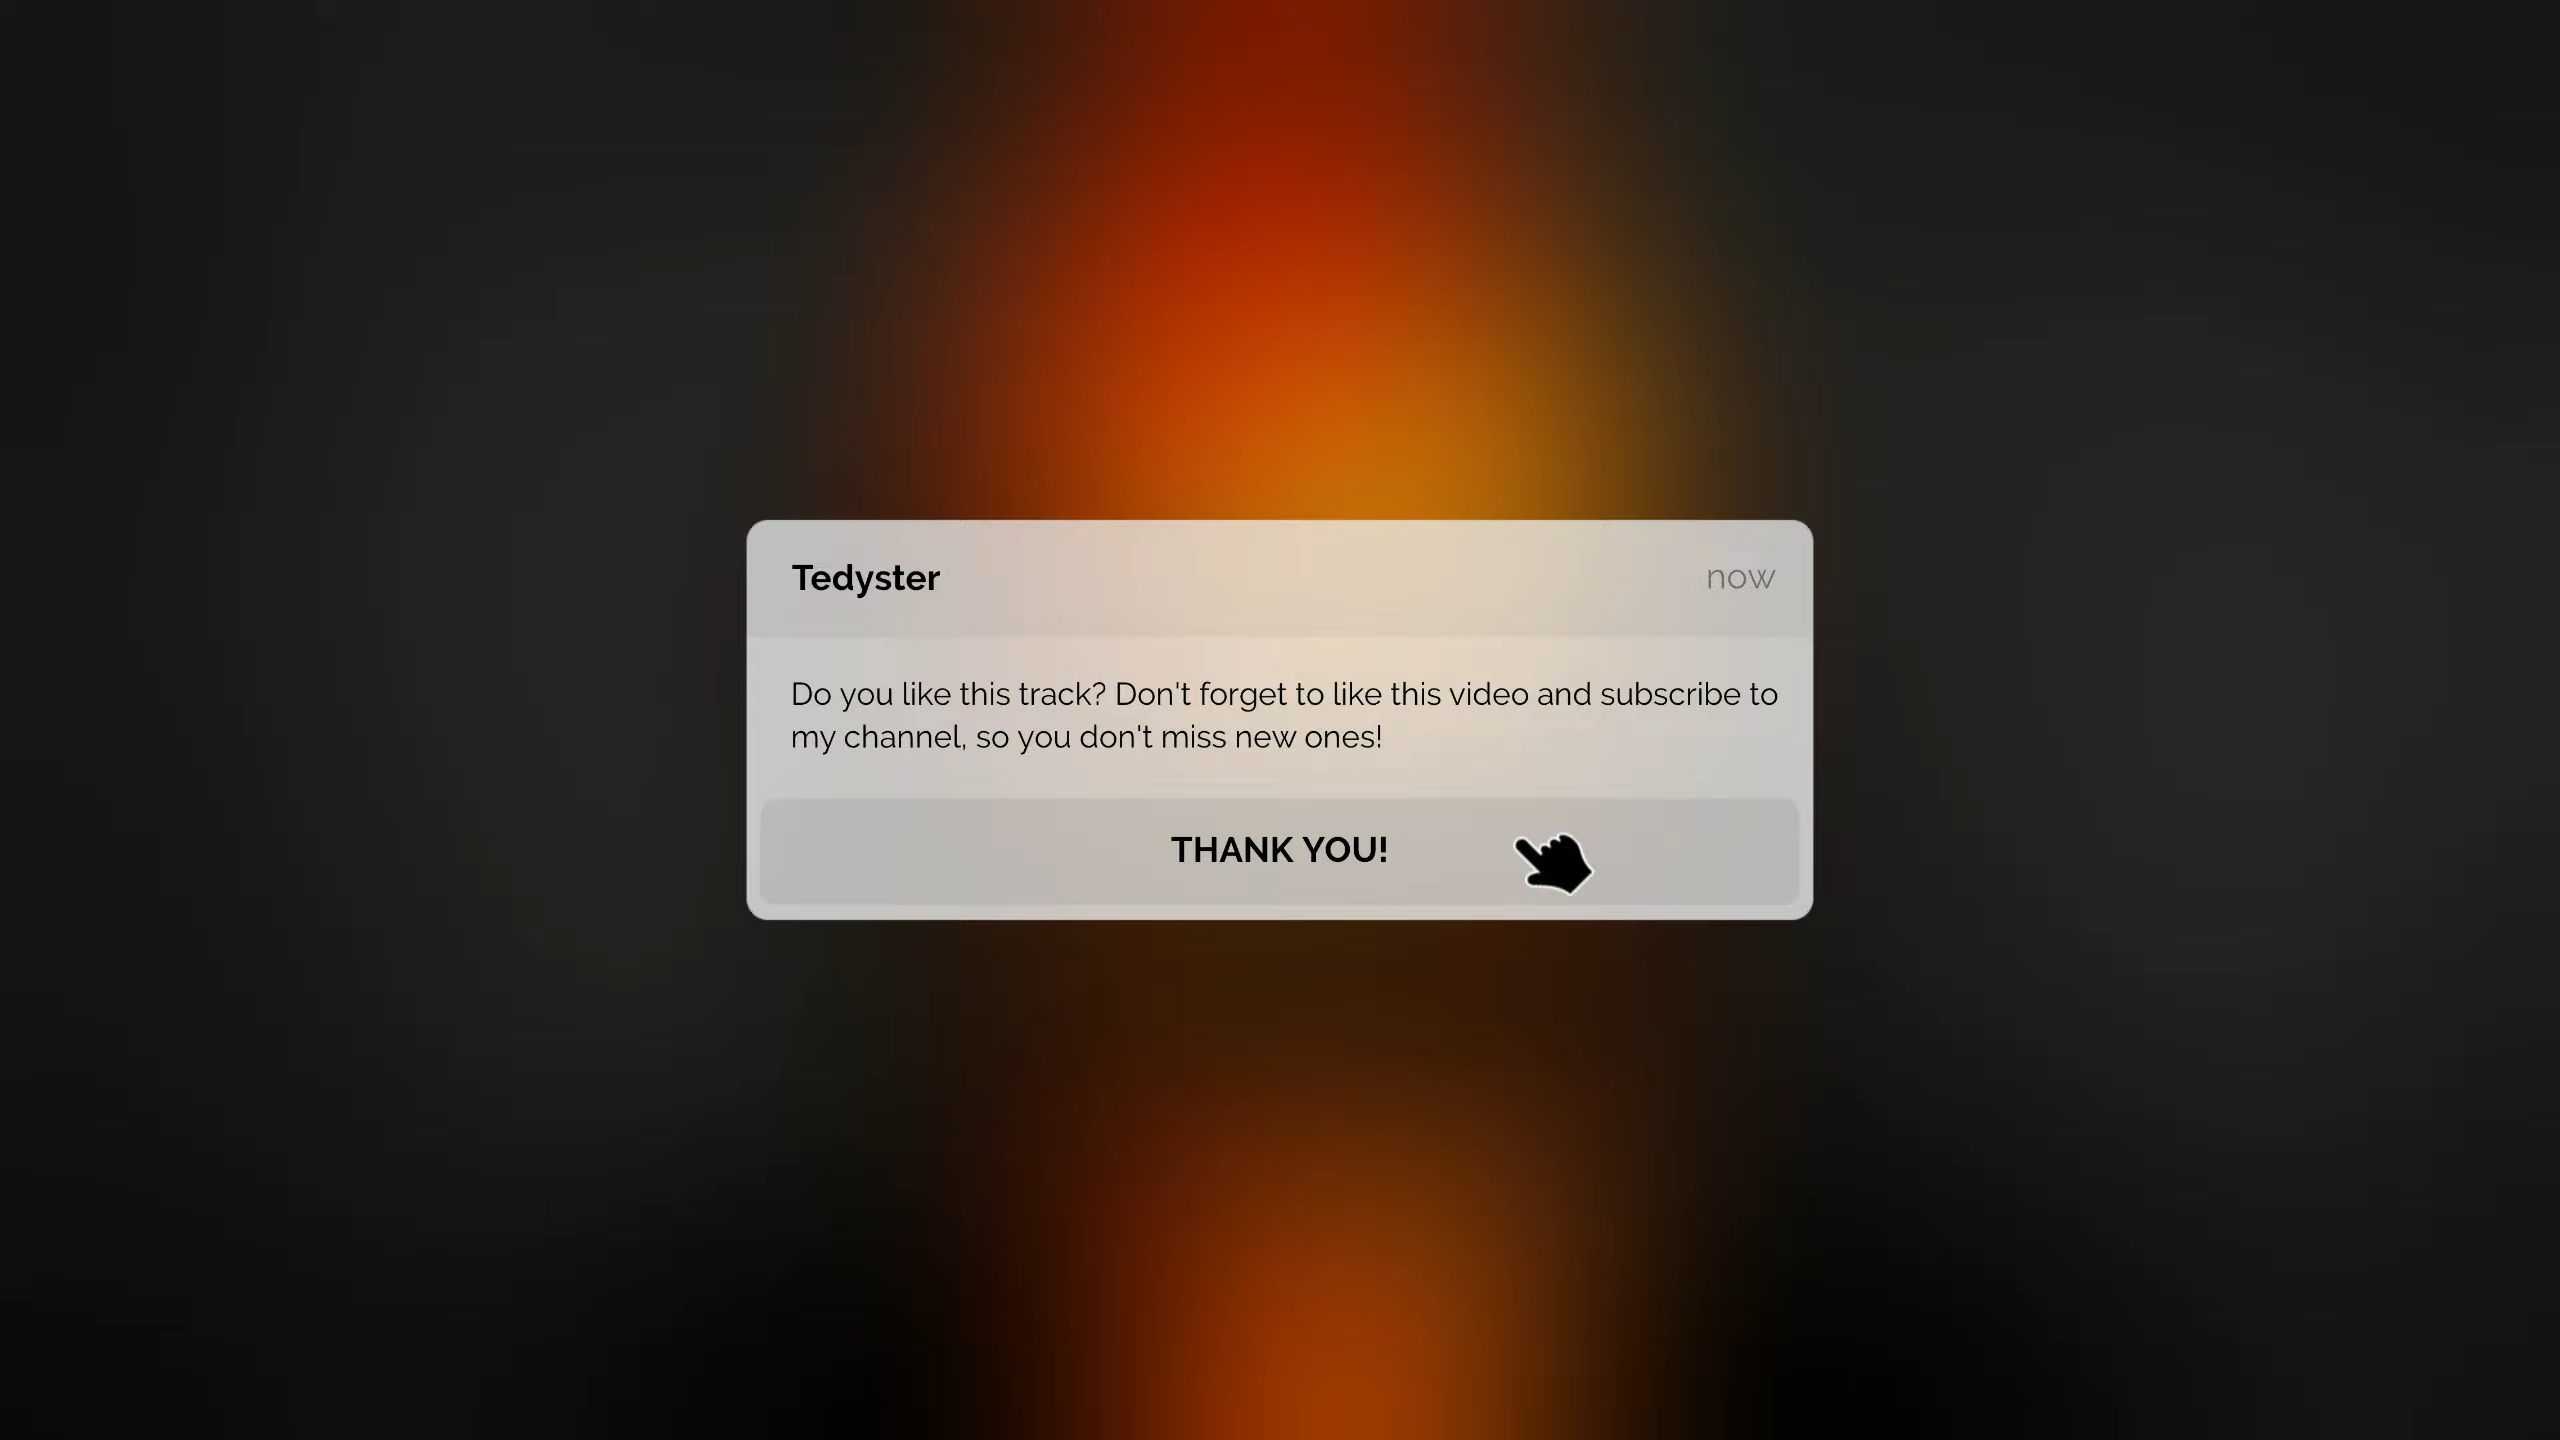 Tedyster
now
Do you like this track? Don't forget to like this video and subscribe to
my channel, so you don't miss new ones!
THANK YOU!